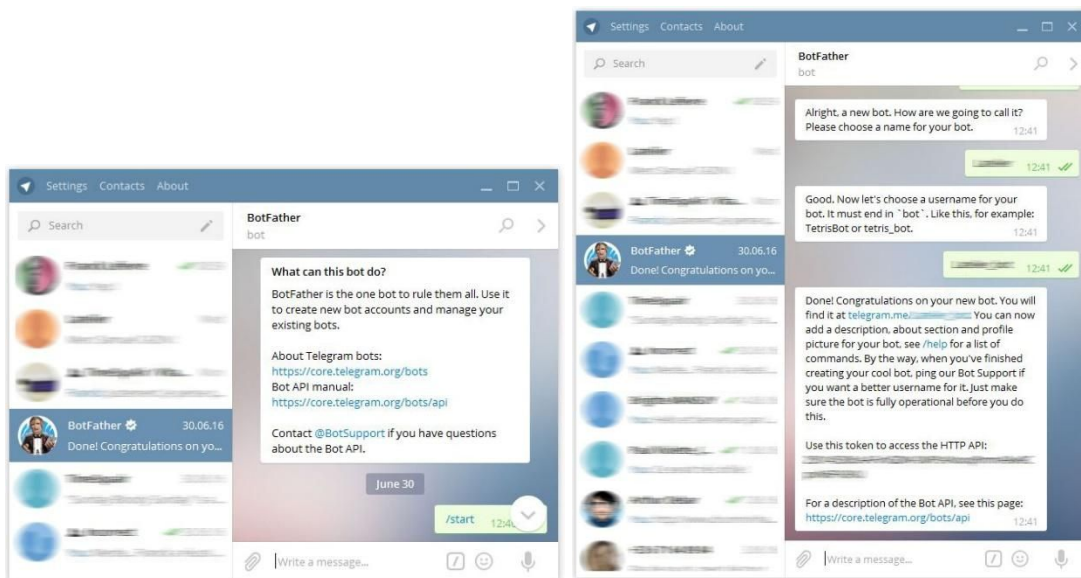 Settings Contacts About
Search
BotFather
bot
What can this bot do?
BotFather is the one bot to rule them all. Use it
to create new bot accounts and manage your
existing bots.
About Telegram bots:
https://core.telegram.org/bots
Bot API manual:
https://core.telegram.org/bots/api
Contact @BotSupport if you have questions
about the Bot API.
June 30
/start
BotFather 30.06.16
Done! Congratulations on yo...
Write a message...
Settings Contacts About
Search
BotFather
bot
BotFather 30.06.16
Done! Congratulations on yo...
Alright, a new bot. How are we going to call it?
Please choose a name for your bot.
12:41
12:41
Good. Now let's choose a username for your
bot. It must end in `bot`. Like this, for example:
TetrisBot or tetris_bot.
12:41
12:41
Done! Congratulations on your new bot. You will
find it at telegram.me/ You can now
add a description, about section and profile
picture for your bot, see /help for a list of
commands. By the way, when you've finished
creating your cool bot, ping our Bot Support if
you want a better username for it. Just make
sure the bot is fully operational before you do
this.
Use this token to access the HTTP API:
For a description of the Bot API, see this page:
https://core.telegram.org/bots/api
12:41
Write a message...